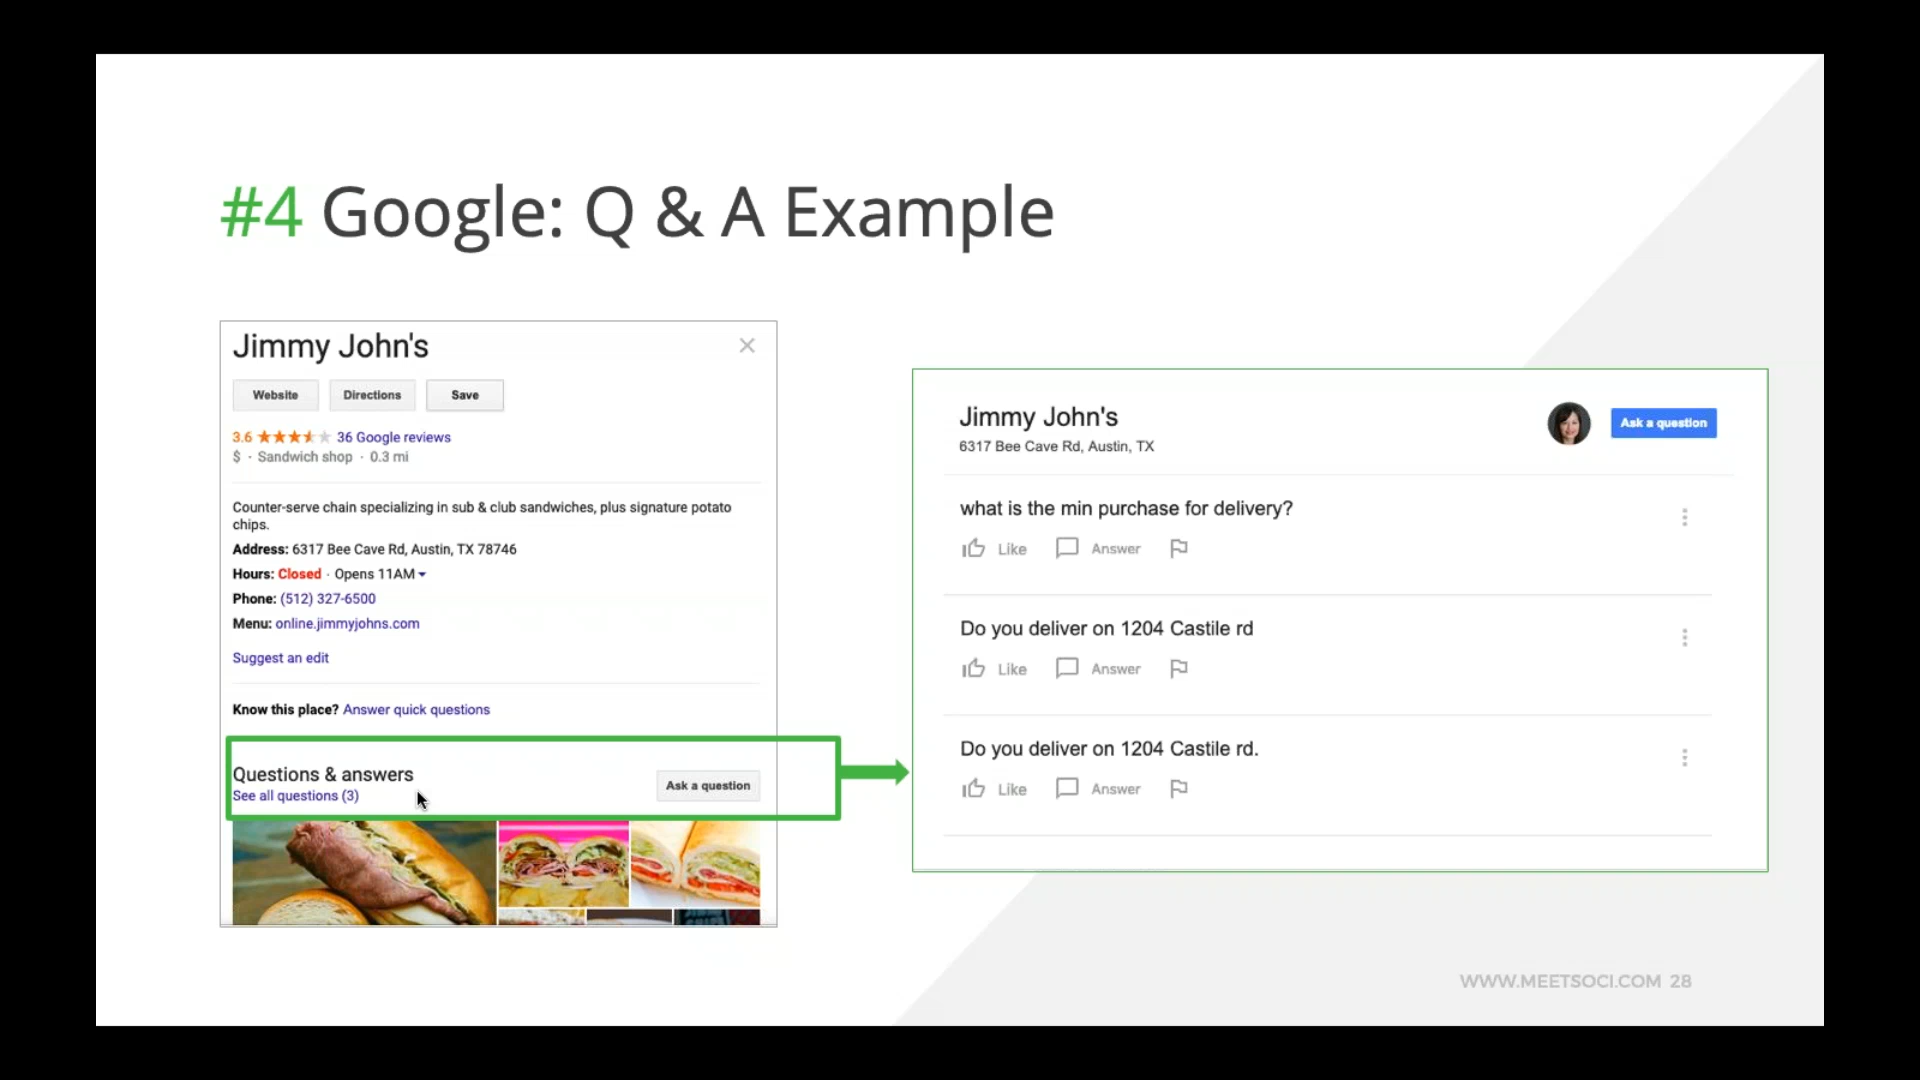 #4 Google: Q & A Example
Jimmy John's
Website Directions Save
3.6 36 Google reviews
$ · Sandwich shop · 0.3 mi
Counter-serve chain specializing in sub & club sandwiches, plus signature potato
chips.
Address: 6317 Bee Cave Rd, Austin, TX 78746
Hours: Closed · Opens 11AM
Phone: (512) 327-6500
Menu: online.jimmyjohns.com
Suggest an edit
Know this place? Answer quick questions
Questions & answers
See all questions (3)
Ask a question
Jimmy John's
6317 Bee Cave Rd, Austin, TX
Ask a question
what is the min purchase for delivery?
Like Answer
Do you deliver on 1204 Castile rd
Like Answer
Do you deliver on 1204 Castile rd.
Like Answer
WWW.MEETSOCI.COM 28